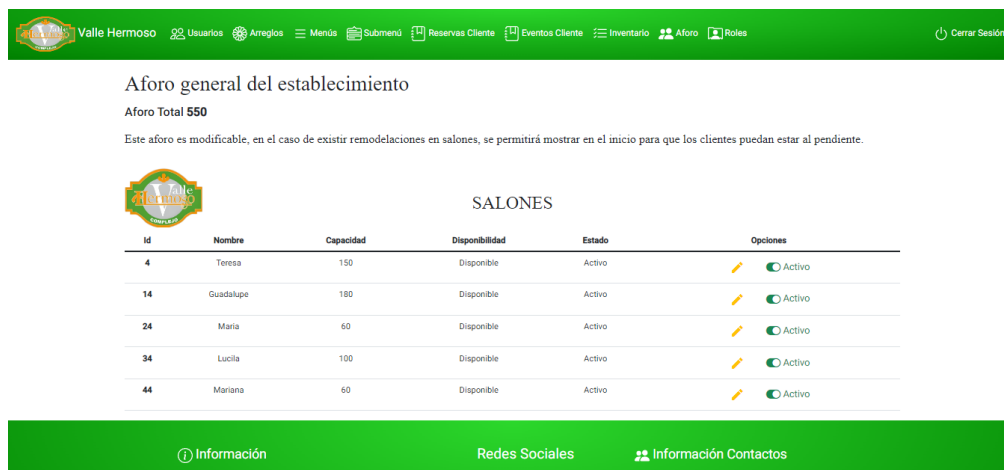 Valle Hermoso Usuarios Arreglos Menús Submenú Reservas Cliente Eventos Cliente Inventario Aforo Roles Cerrar Sesión
Aforo general del establecimiento
Aforo Total 550
Este aforo es modificable, en el caso de existir remodelaciones en salones, se permitirá mostrar en el inicio para que los clientes puedan estar al pendiente.
Valle
Hermoso
COMPLEJO
SALONES
Id Nombre Capacidad Disponibilidad Estado Opciones
4 Teresa 150 Disponible Activo Activo
14 Guadalupe 180 Disponible Activo Activo
24 Maria 60 Disponible Activo Activo
34 Lucila 100 Disponible Activo Activo
44 Mariana 60 Disponible Activo Activo
Información Redes Sociales Información Contactos